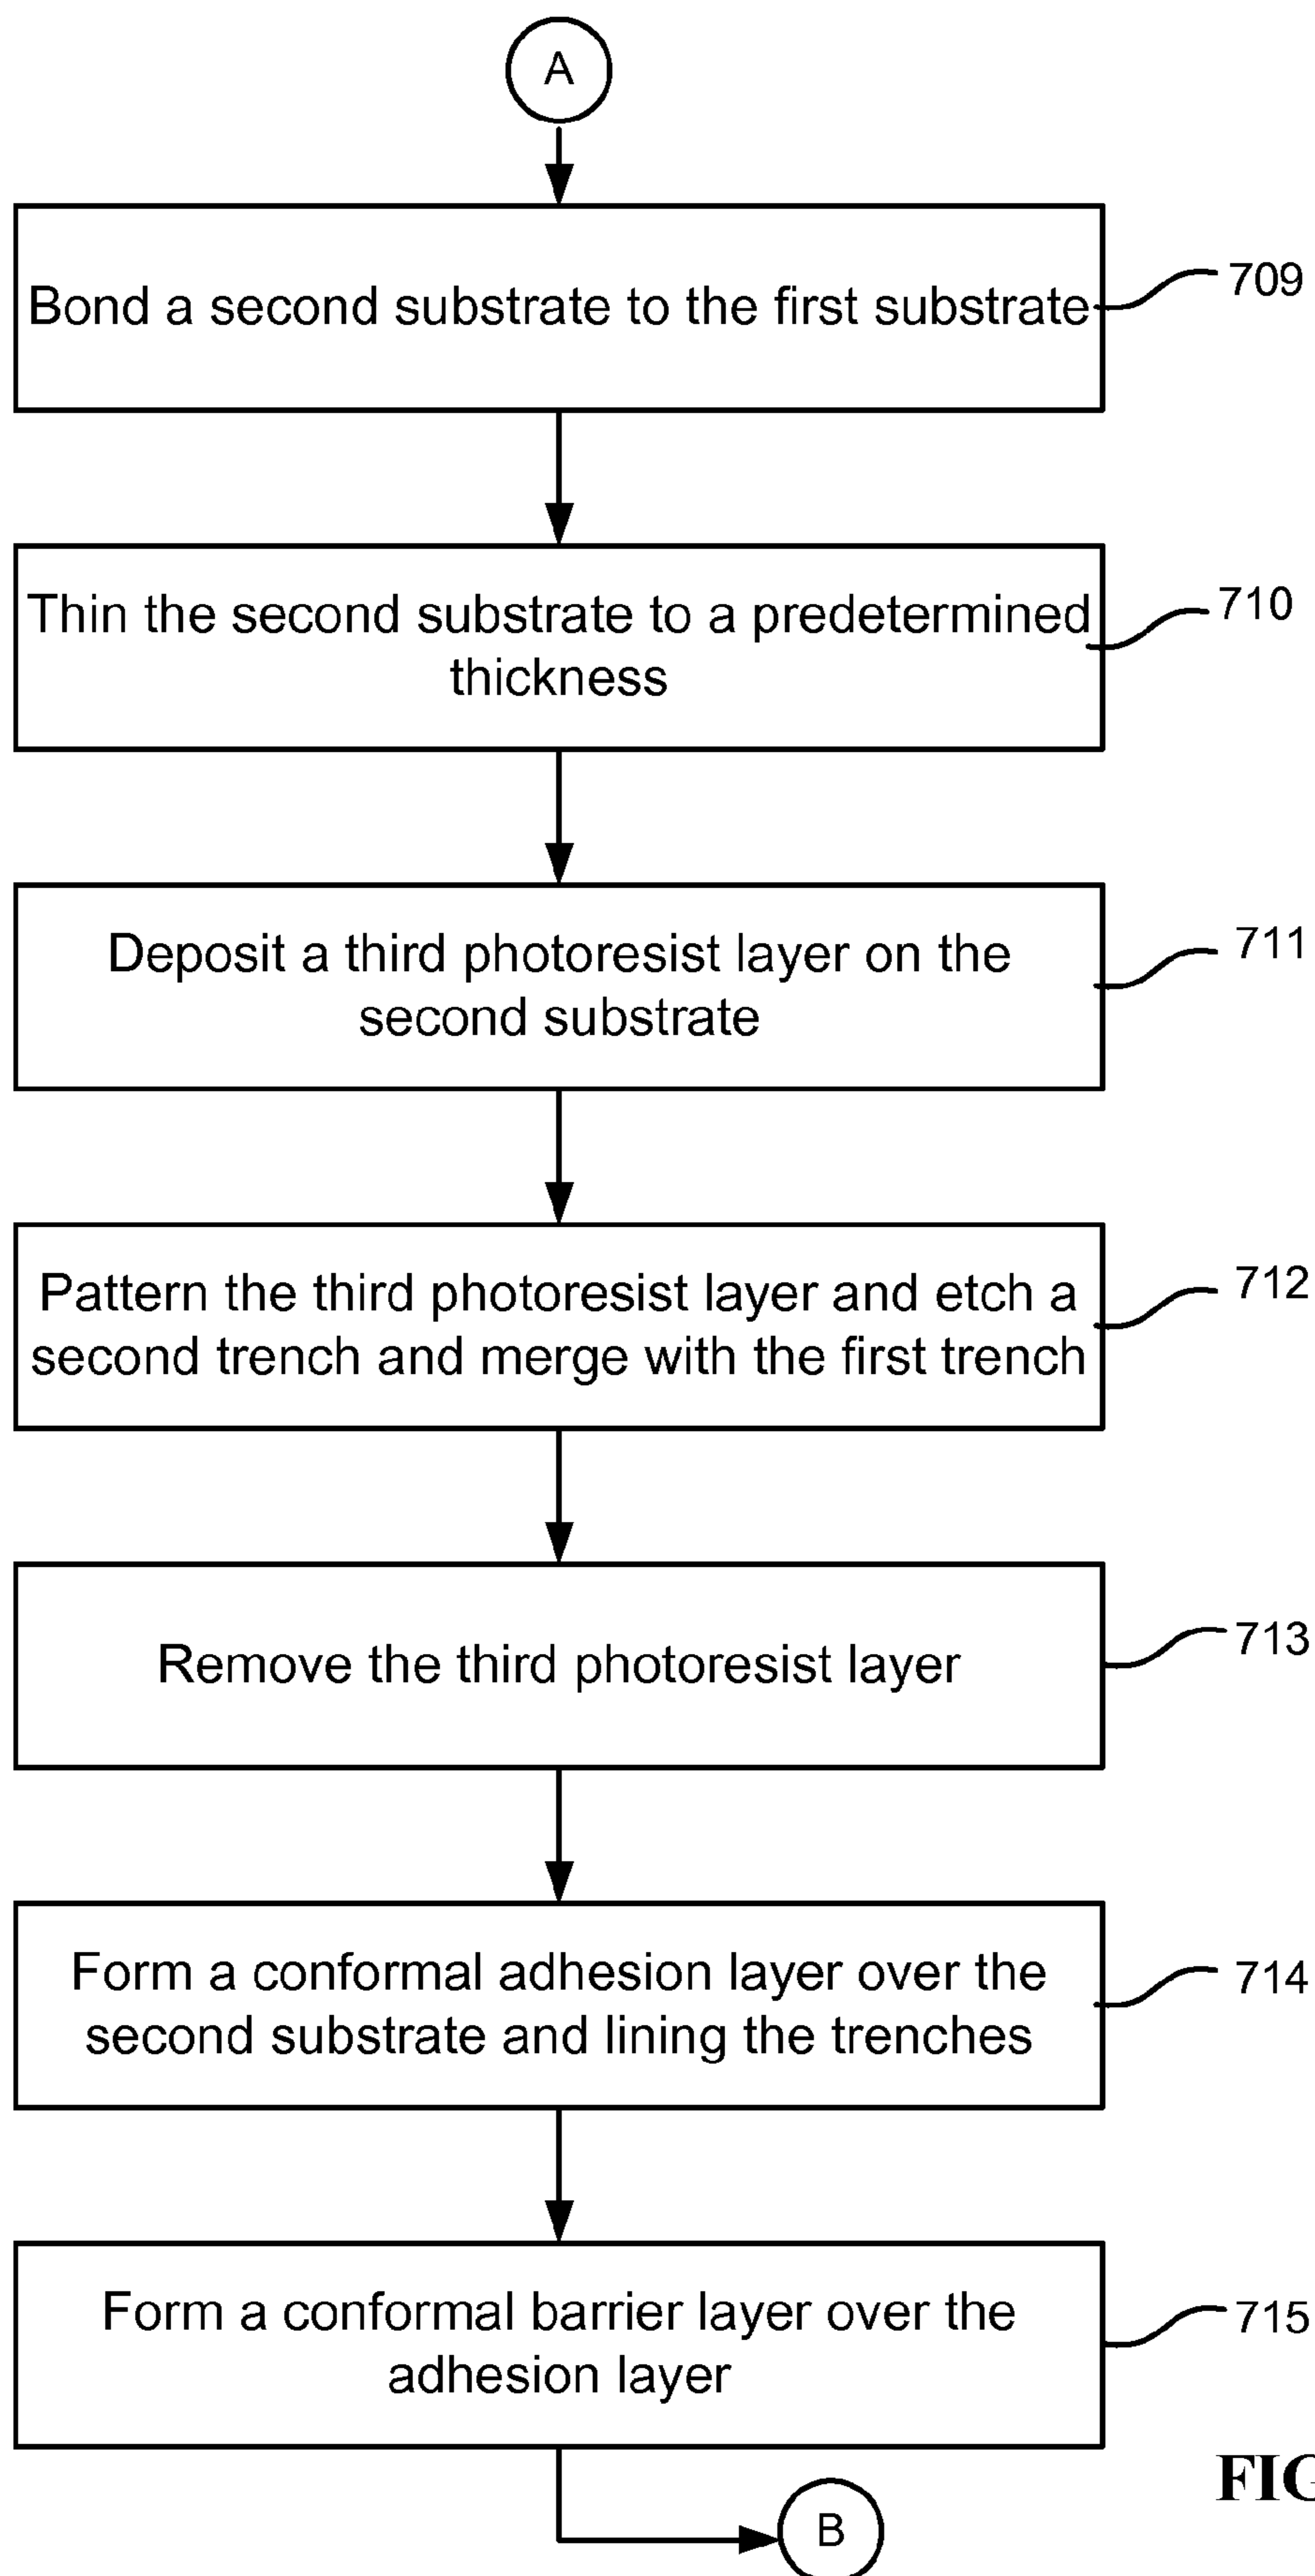 A
Bond a second substrate to the first substrate
709
Thin the second substrate to a predetermined
thickness
710
Deposit a third photoresist layer on the
second substrate
711
Pattern the third photoresist layer and etch a
second trench and merge with the first trench
712
Remove the third photoresist layer
713
Form a conformal adhesion layer over the
second substrate and lining the trenches
714
Form a conformal barrier layer over the
adhesion layer
715
B